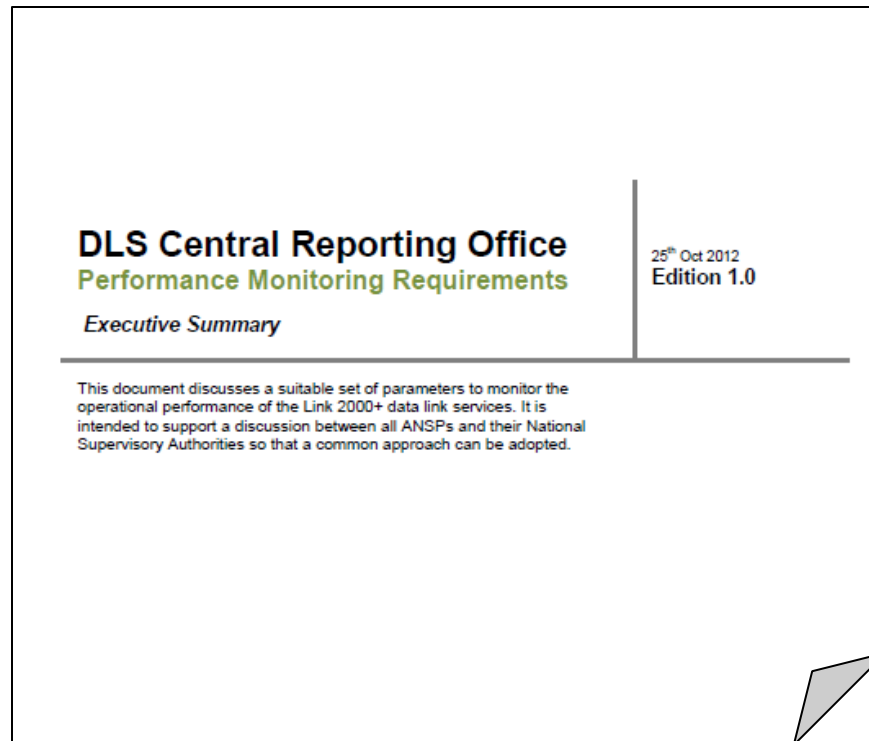 DLS Central Reporting Office
Performance Monitoring Requirements
Executive Summary
25th Oct 2012
Edition 1.0
This document discusses a suitable set of parameters to monitor the
operational performance of the Link 2000+ data link services. It is
intended to support a discussion between all ANSPs and their National
Supervisory Authorities so that a common approach can be adopted.